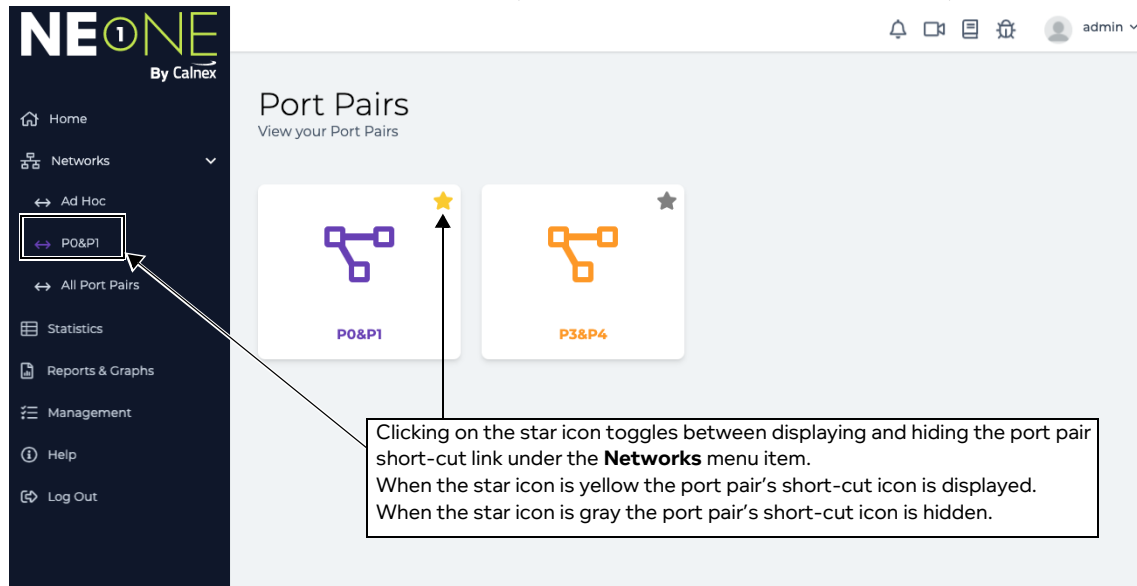 NE1NE
By Calnex
admin
Home
Networks
Ad Hoc
P0&P1
All Port Pairs
Statistics
Reports & Graphs
Management
Help
Log Out
Port Pairs
View your Port Pairs
P0&P1
P3&P4
Clicking on the star icon toggles between displaying and hiding the port pair
short-cut link under the Networks menu item.
When the star icon is yellow the port pair’s short-cut icon is displayed.
When the star icon is gray the port pair’s short-cut icon is hidden.